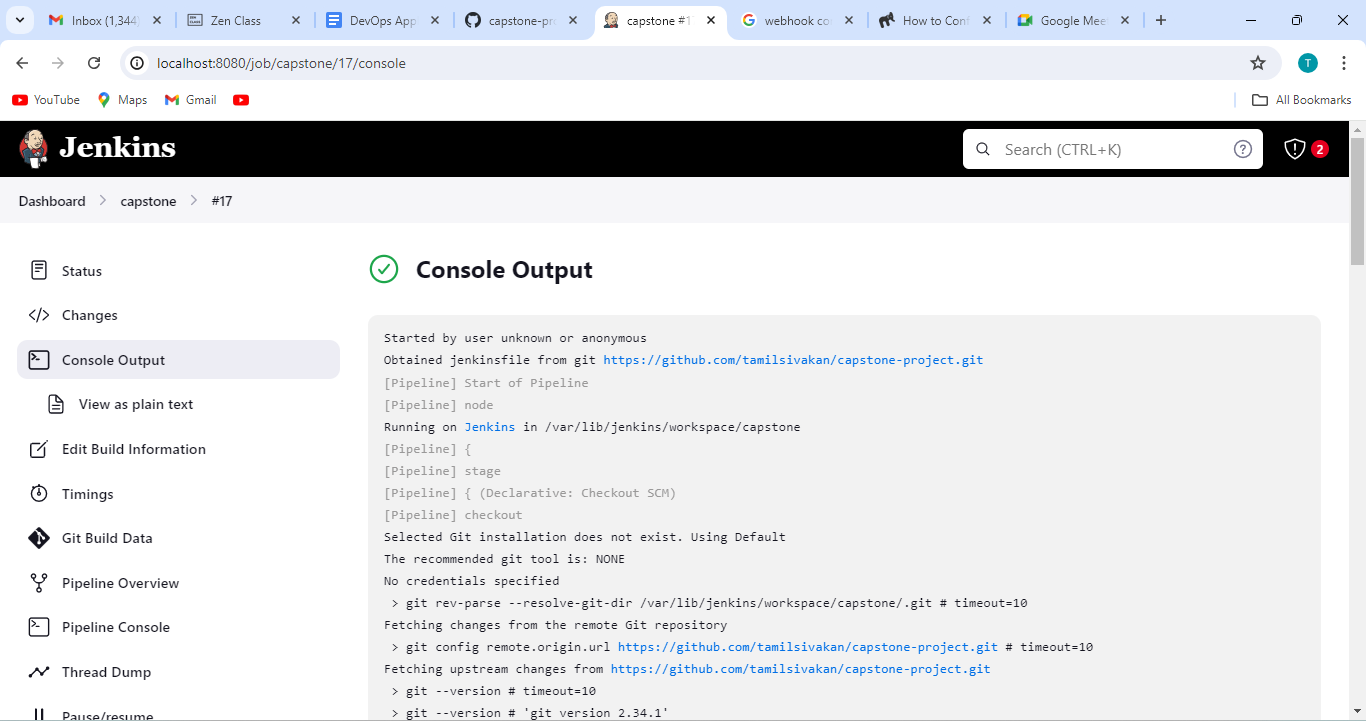 Inbox (1,344
Zen Class
DevOps App
capstone-pro
capstone #1
webhook co
How to Conf
Google Mee
localhost:8080/job/capstone/17/console
T
YouTube
Maps
Gmail
All Bookmarks
Jenkins
Search (CTRL+K)
?
2
Dashboard
capstone
#17
Status
Changes
Console Output
View as plain text
Edit Build Information
Timings
Git Build Data
Pipeline Overview
Pipeline Console
Thread Dump
Pause/resume
Console Output
Started by user unknown or anonymous
Obtained jenkinsfile from git https://github.com/tamilsivakan/capstone-project.git
[Pipeline] Start of Pipeline
[Pipeline] node
Running on Jenkins in /var/lib/jenkins/workspace/capstone
[Pipeline] {
[Pipeline] stage
[Pipeline] { (Declarative: Checkout SCM)
[Pipeline] checkout
Selected Git installation does not exist. Using Default
The recommended git tool is: NONE
No credentials specified
> git rev-parse --resolve-git-dir /var/lib/jenkins/workspace/capstone/.git # timeout=10
Fetching changes from the remote Git repository
> git config remote.origin.url https://github.com/tamilsivakan/capstone-project.git # timeout=10
Fetching upstream changes from https://github.com/tamilsivakan/capstone-project.git
> git --version # timeout=10
> git --version # 'git version 2.34.1'